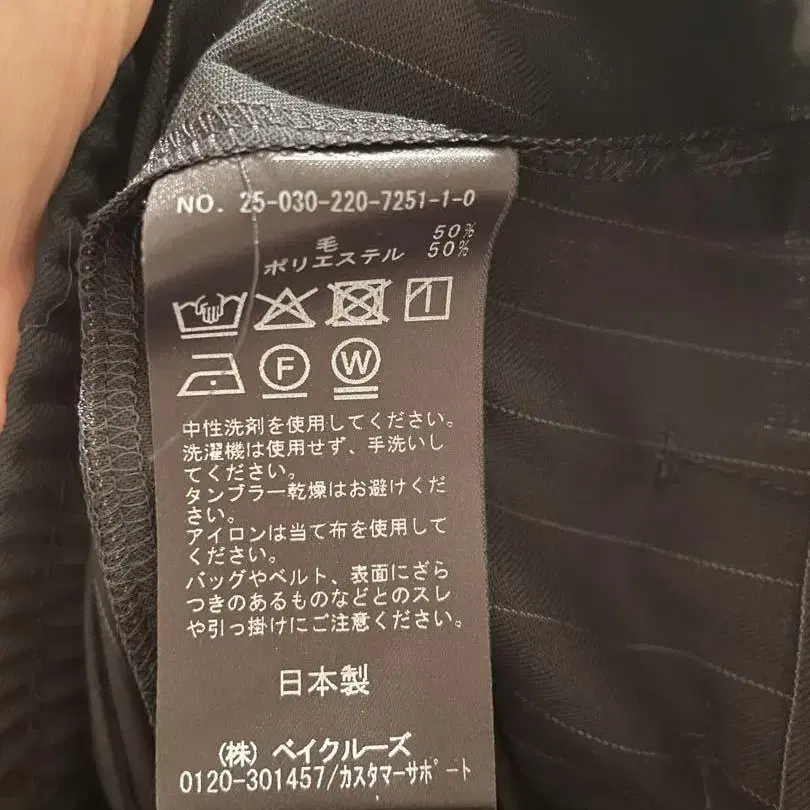 NO. 25-030-220-7251-1-0
毛 50%
ポリエステル 50%
F W
中性洗剤を使用してください。
洗濯機は使用せず、手洗いし
てください。
タンブラー乾燥はお避けくだ
さい。
アイロンは当て布を使用して
ください。
バッグやベルト、表面にざら
つきのあるものなどとのスレ
や引っ掛けにご注意ください。
日本製
(株) ベイクルーズ
0120-301457/カスタマーサポート